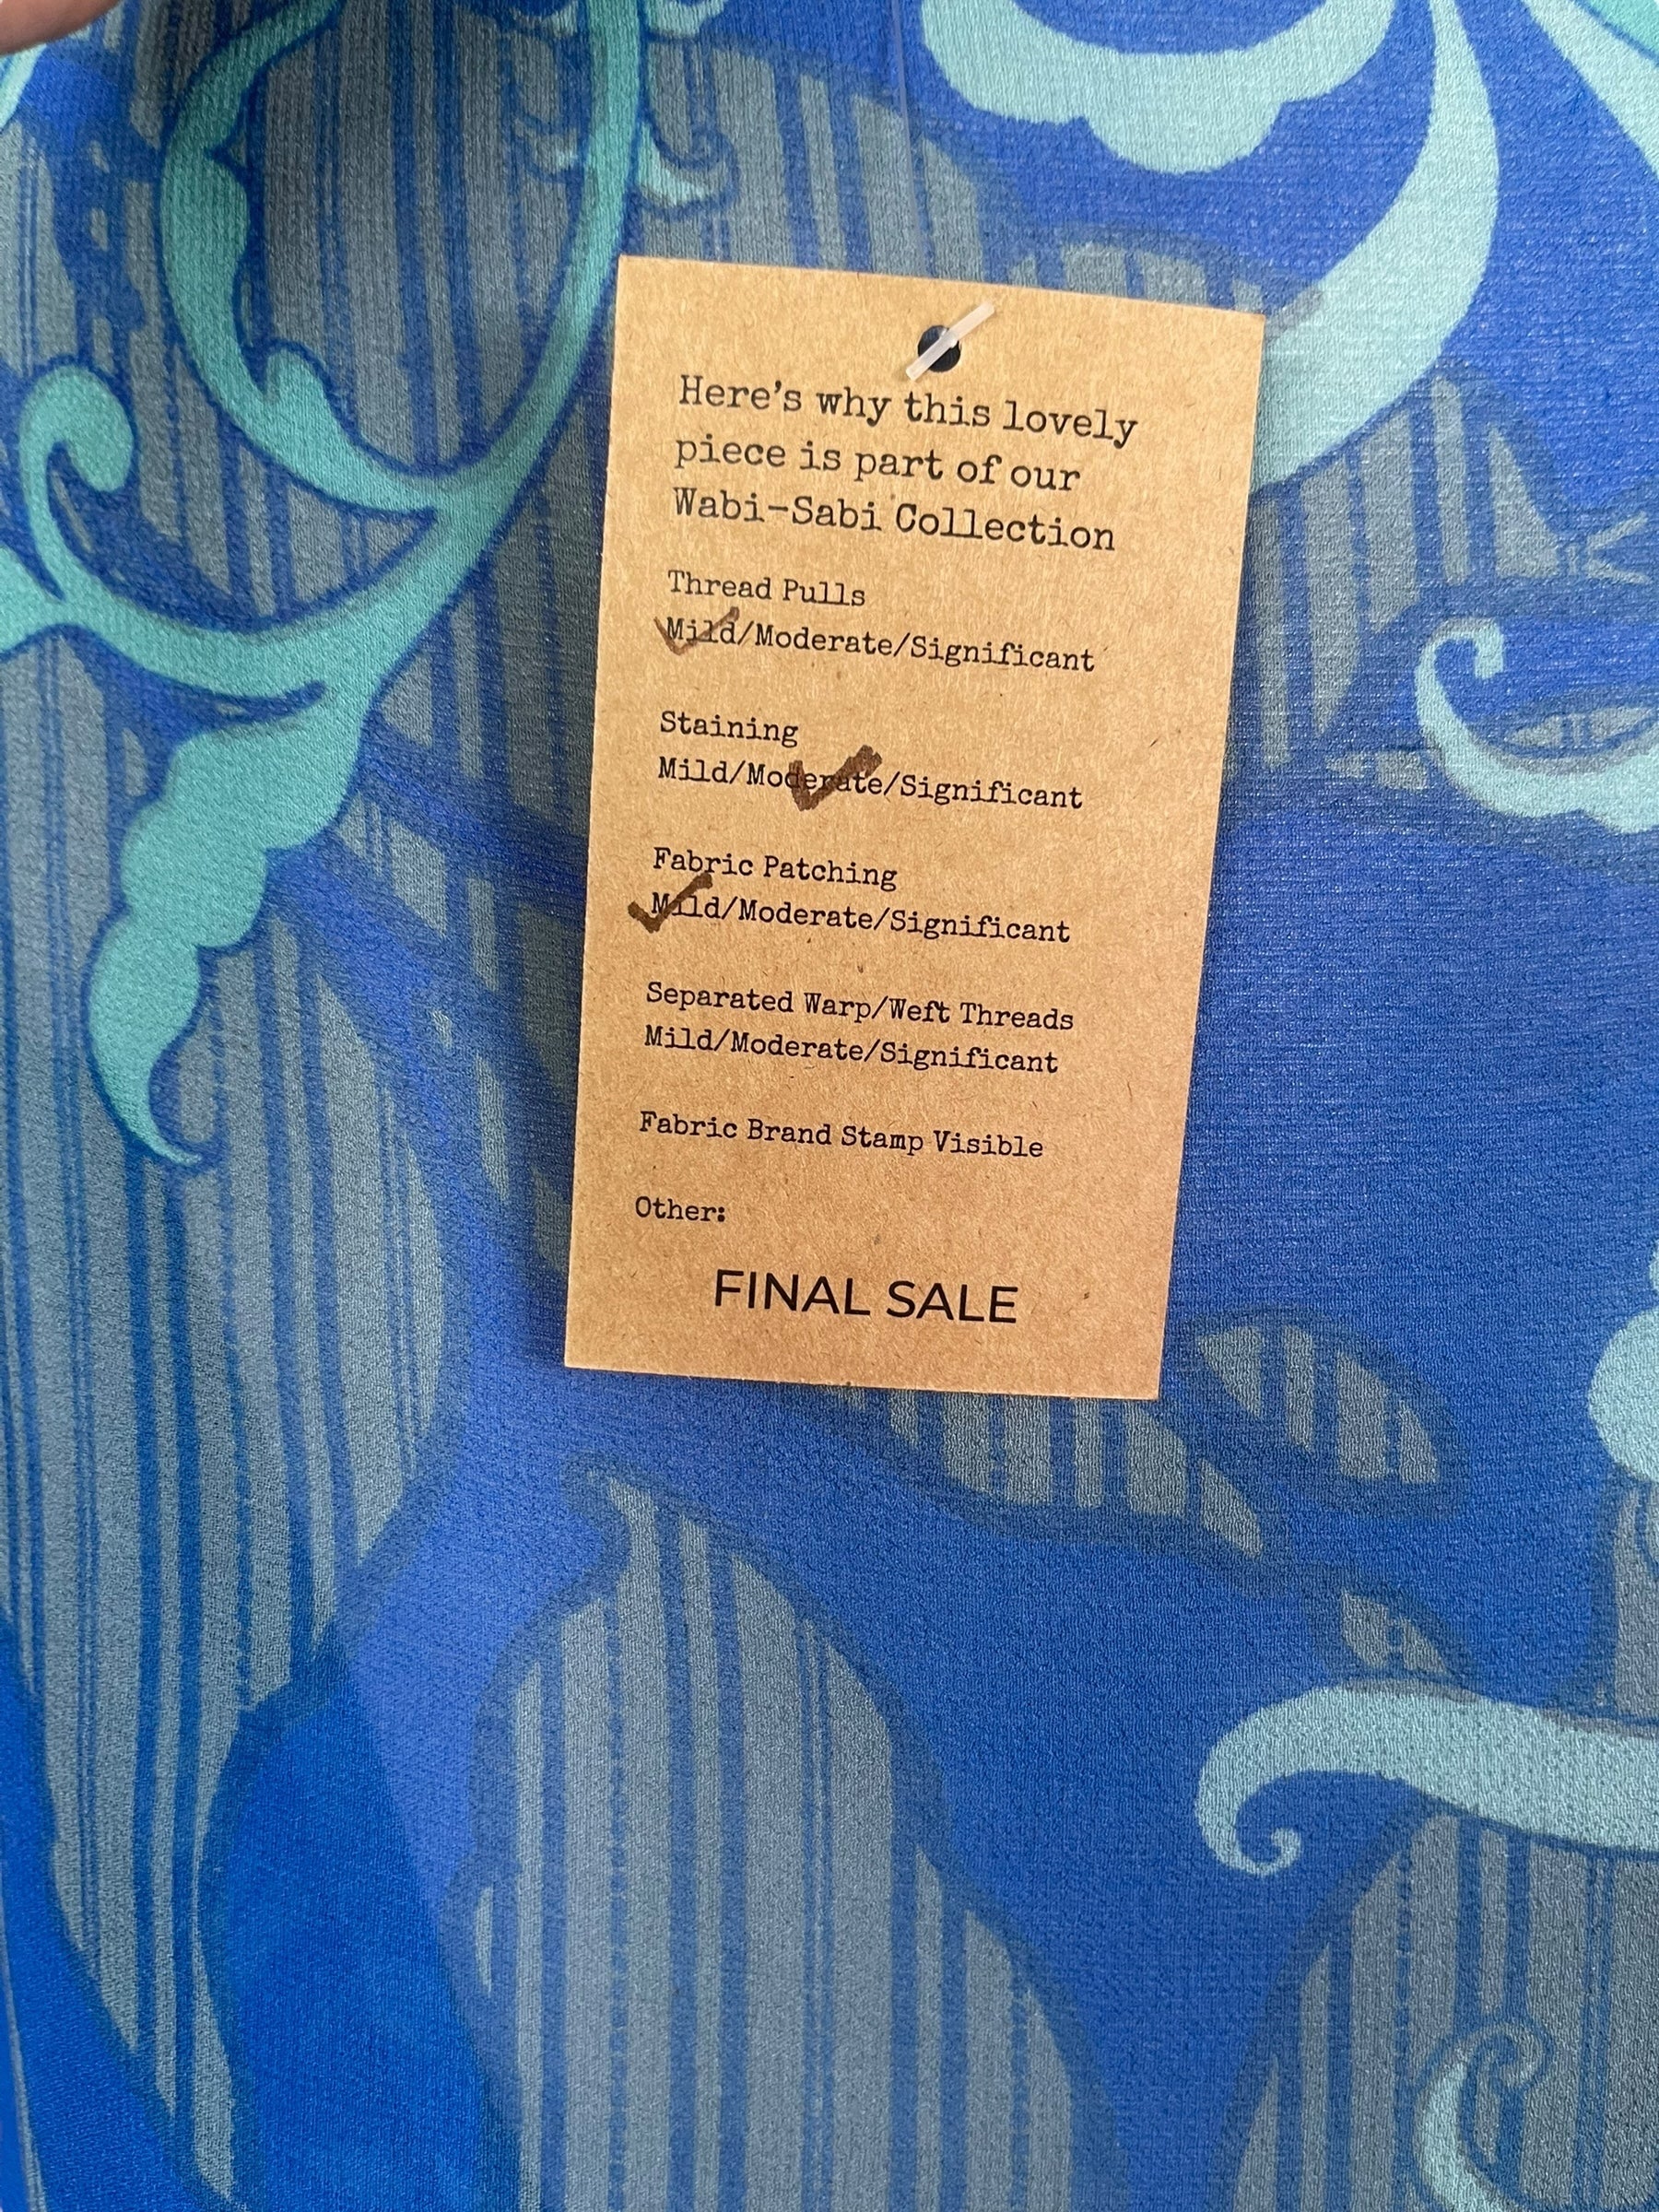 Here's why this lovely
piece is part of our
Wabi-Sabi Collection
Thread Pulls
Mild/Moderate/Significant
Staining
Mild/Moderate/Significant
Fabric Patching
Mild/Moderate/Significant
Separated Warp/Weft Threads
Mild/Moderate/Significant
Fabric Brand Stamp Visible
Other:
FINAL SALE